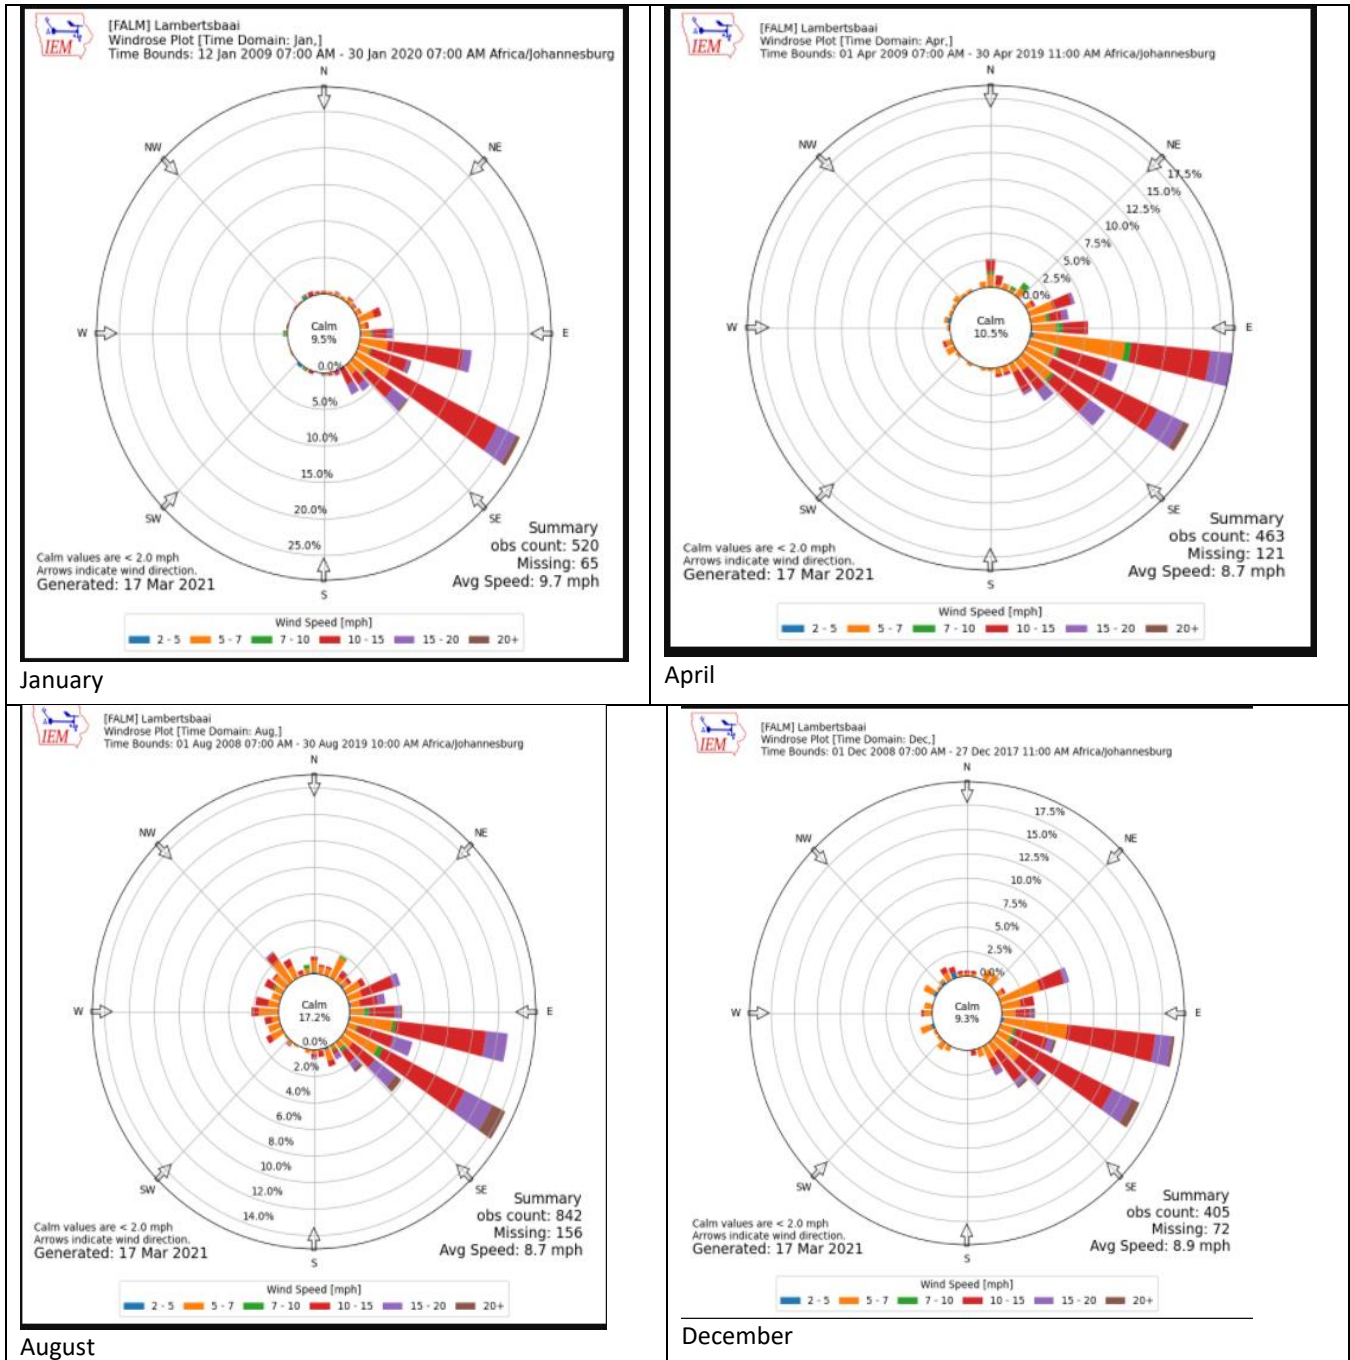 IEM
[FALM] Lambertsbaai
Windrose Plot [Time Domain: Jan,]
Time Bounds: 12 Jan 2009 07:00 AM - 30 Jan 2020 07:00 AM Africa/Johannesburg
N
NW
NE
W
E
Calm
9.5%
0.0%
5.0%
10.0%
15.0%
20.0%
25.0%
SW
SE
S
Summary
obs count: 520
Missing: 65
Avg Speed: 9.7 mph
Calm values are < 2.0 mph
Arrows indicate wind direction.
Generated: 17 Mar 2021
Wind Speed [mph]
2 - 5 5 - 7 7 - 10 10 - 15 15 - 20 20+
January
IEM
[FALM] Lambertsbaai
Windrose Plot [Time Domain: Apr,]
Time Bounds: 01 Apr 2009 07:00 AM - 30 Apr 2019 11:00 AM Africa/Johannesburg
N
NW
NE
17.5%
15.0%
12.5%
10.0%
7.5%
5.0%
2.5%
0.0%
W
E
Calm
10.5%
SW
SE
S
Summary
obs count: 463
Missing: 121
Avg Speed: 8.7 mph
Calm values are < 2.0 mph
Arrows indicate wind direction.
Generated: 17 Mar 2021
Wind Speed [mph]
2 - 5 5 - 7 7 - 10 10 - 15 15 - 20 20+
April
IEM
[FALM] Lambertsbaai
Windrose Plot [Time Domain: Aug,]
Time Bounds: 01 Aug 2008 07:00 AM - 30 Aug 2019 10:00 AM Africa/Johannesburg
N
NW
NE
W
E
Calm
17.2%
0.0%
2.0%
4.0%
6.0%
8.0%
10.0%
12.0%
14.0%
SW
SE
S
Summary
obs count: 842
Missing: 156
Avg Speed: 8.7 mph
Calm values are < 2.0 mph
Arrows indicate wind direction.
Generated: 17 Mar 2021
Wind Speed [mph]
2 - 5 5 - 7 7 - 10 10 - 15 15 - 20 20+
August
IEM
[FALM] Lambertsbaai
Windrose Plot [Time Domain: Dec,]
Time Bounds: 01 Dec 2008 07:00 AM - 27 Dec 2017 11:00 AM Africa/Johannesburg
N
17.5%
15.0%
12.5%
10.0%
7.5%
5.0%
2.5%
0.0%
NW
NE
W
E
Calm
9.3%
SW
SE
S
Summary
obs count: 405
Missing: 72
Avg Speed: 8.9 mph
Calm values are < 2.0 mph
Arrows indicate wind direction.
Generated: 17 Mar 2021
Wind Speed [mph]
2 - 5 5 - 7 7 - 10 10 - 15 15 - 20 20+
December